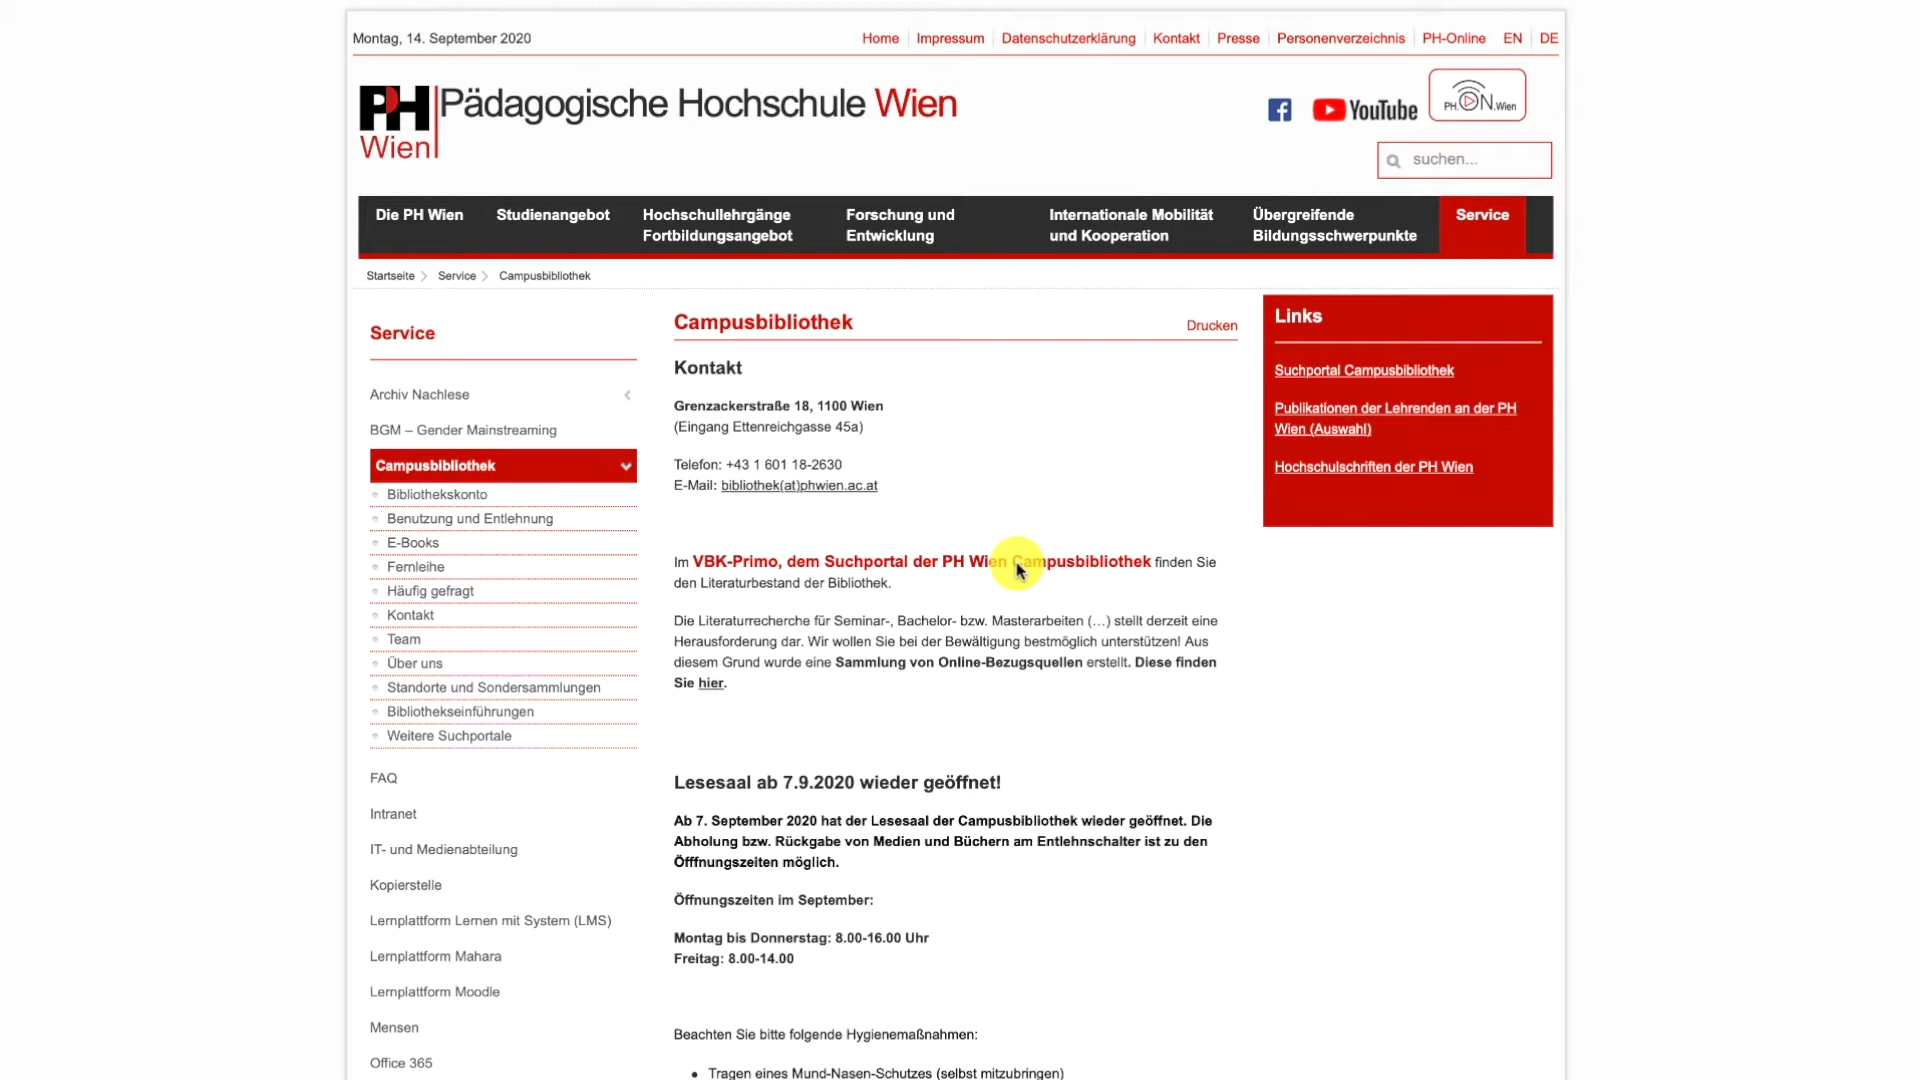 Montag, 14. September 2020
Home Impressum Datenschutzerklärung Kontakt Presse Personenverzeichnis PH-Online EN DE
PH Wien
Pädagogische Hochschule Wien
YouTube
PH.ON.Wien
suchen...
Die PH Wien
Studienangebot
Hochschullehrgänge
Fortbildungsangebot
Forschung und
Entwicklung
Internationale Mobilität
und Kooperation
Übergreifende
Bildungsschwerpunkte
Service
Startseite Service Campusbibliothek
Service
Archiv Nachlese
BGM – Gender Mainstreaming
Campusbibliothek
Bibliothekskonto
Benutzung und Entlehnung
E-Books
Fernleihe
Häufig gefragt
Kontakt
Team
Über uns
Standorte und Sondersammlungen
Bibliothekseinführungen
Weitere Suchportale
FAQ
Intranet
IT- und Medienabteilung
Kopierstelle
Lernplattform Lernen mit System (LMS)
Lernplattform Mahara
Lernplattform Moodle
Mensen
Office 365
Campusbibliothek
Drucken
Kontakt
Grenzackerstraße 18, 1100 Wien
(Eingang Ettenreichgasse 45a)
Telefon: +43 1 601 18-2630
E-Mail: bibliothek(at)phwien.ac.at
Im VBK-Primo, dem Suchportal der PH Wien Campusbibliothek finden Sie
den Literaturbestand der Bibliothek.
Die Literaturrecherche für Seminar-, Bachelor- bzw. Masterarbeiten (…) stellt derzeit eine
Herausforderung dar. Wir wollen Sie bei der Bewältigung bestmöglich unterstützen! Aus
diesem Grund wurde eine Sammlung von Online-Bezugsquellen erstellt. Diese finden
Sie hier.
Lesesaal ab 7.9.2020 wieder geöffnet!
Ab 7. September 2020 hat der Lesesaal der Campusbibliothek wieder geöffnet. Die
Abholung bzw. Rückgabe von Medien und Büchern am Entlehnschalter ist zu den
Öfffnungszeiten möglich.
Öffnungszeiten im September:
Montag bis Donnerstag: 8.00-16.00 Uhr
Freitag: 8.00-14.00
Beachten Sie bitte folgende Hygienemaßnahmen:
Tragen eines Mund-Nasen-Schutzes (selbst mitzubringen)
Links
Suchportal Campusbibliothek
Publikationen der Lehrenden an der PH
Wien (Auswahl)
Hochschulschriften der PH Wien